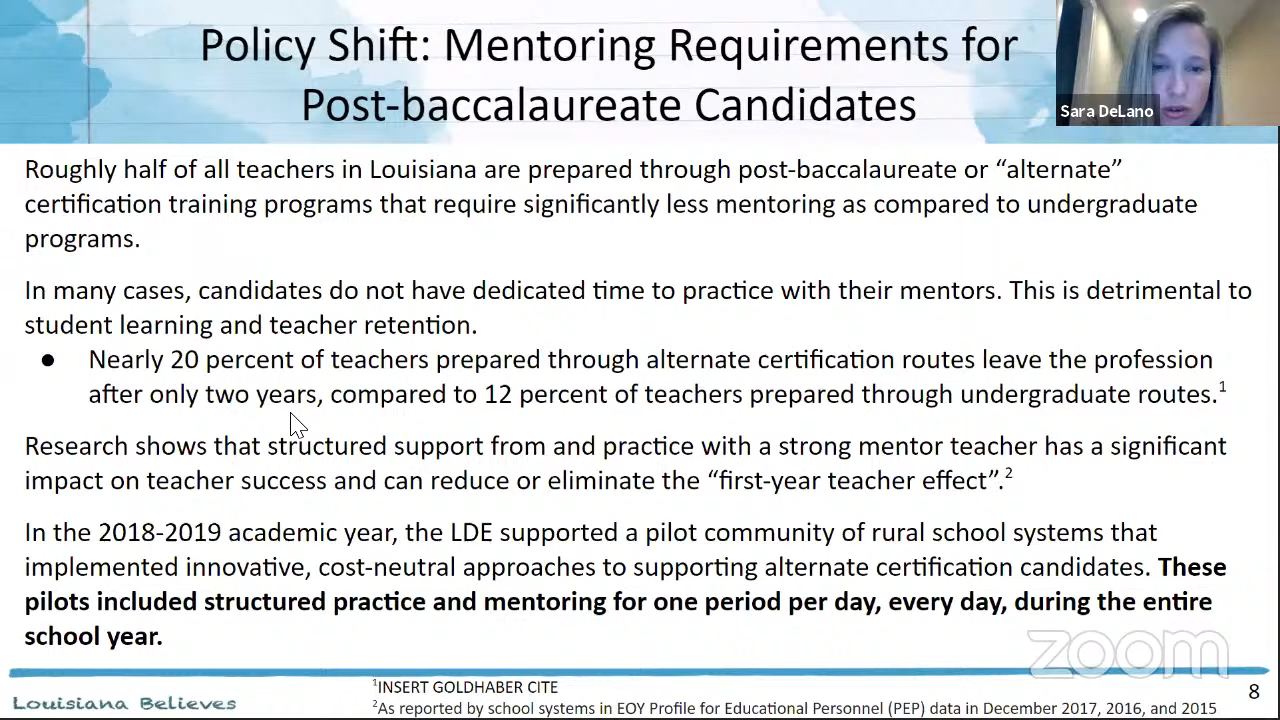 Policy Shift: Mentoring Requirements for
Post-baccalaureate Candidates
Sara DeLano
Roughly half of all teachers in Louisiana are prepared through post-baccalaureate or “alternate”
certification training programs that require significantly less mentoring as compared to undergraduate
programs.
In many cases, candidates do not have dedicated time to practice with their mentors. This is detrimental to
student learning and teacher retention.
● Nearly 20 percent of teachers prepared through alternate certification routes leave the profession
after only two years, compared to 12 percent of teachers prepared through undergraduate routes.¹
Research shows that structured support from and practice with a strong mentor teacher has a significant
impact on teacher success and can reduce or eliminate the “first-year teacher effect”.²
In the 2018-2019 academic year, the LDE supported a pilot community of rural school systems that
implemented innovative, cost-neutral approaches to supporting alternate certification candidates. These
pilots included structured practice and mentoring for one period per day, every day, during the entire
school year.
zoom
Louisiana Believes
¹INSERT GOLDHABER CITE
²As reported by school systems in EOY Profile for Educational Personnel (PEP) data in December 2017, 2016, and 2015
8